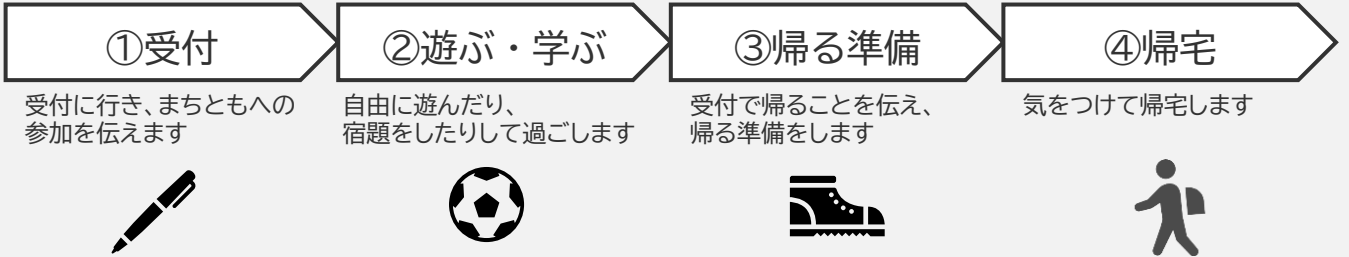 ①受付
受付に行き、まちともへの
参加を伝えます
②遊ぶ・学ぶ
自由に遊んだり、
宿題をしたりして過ごします
③帰る準備
受付で帰ることを伝え、
帰る準備をします
④帰宅
気をつけて帰宅します